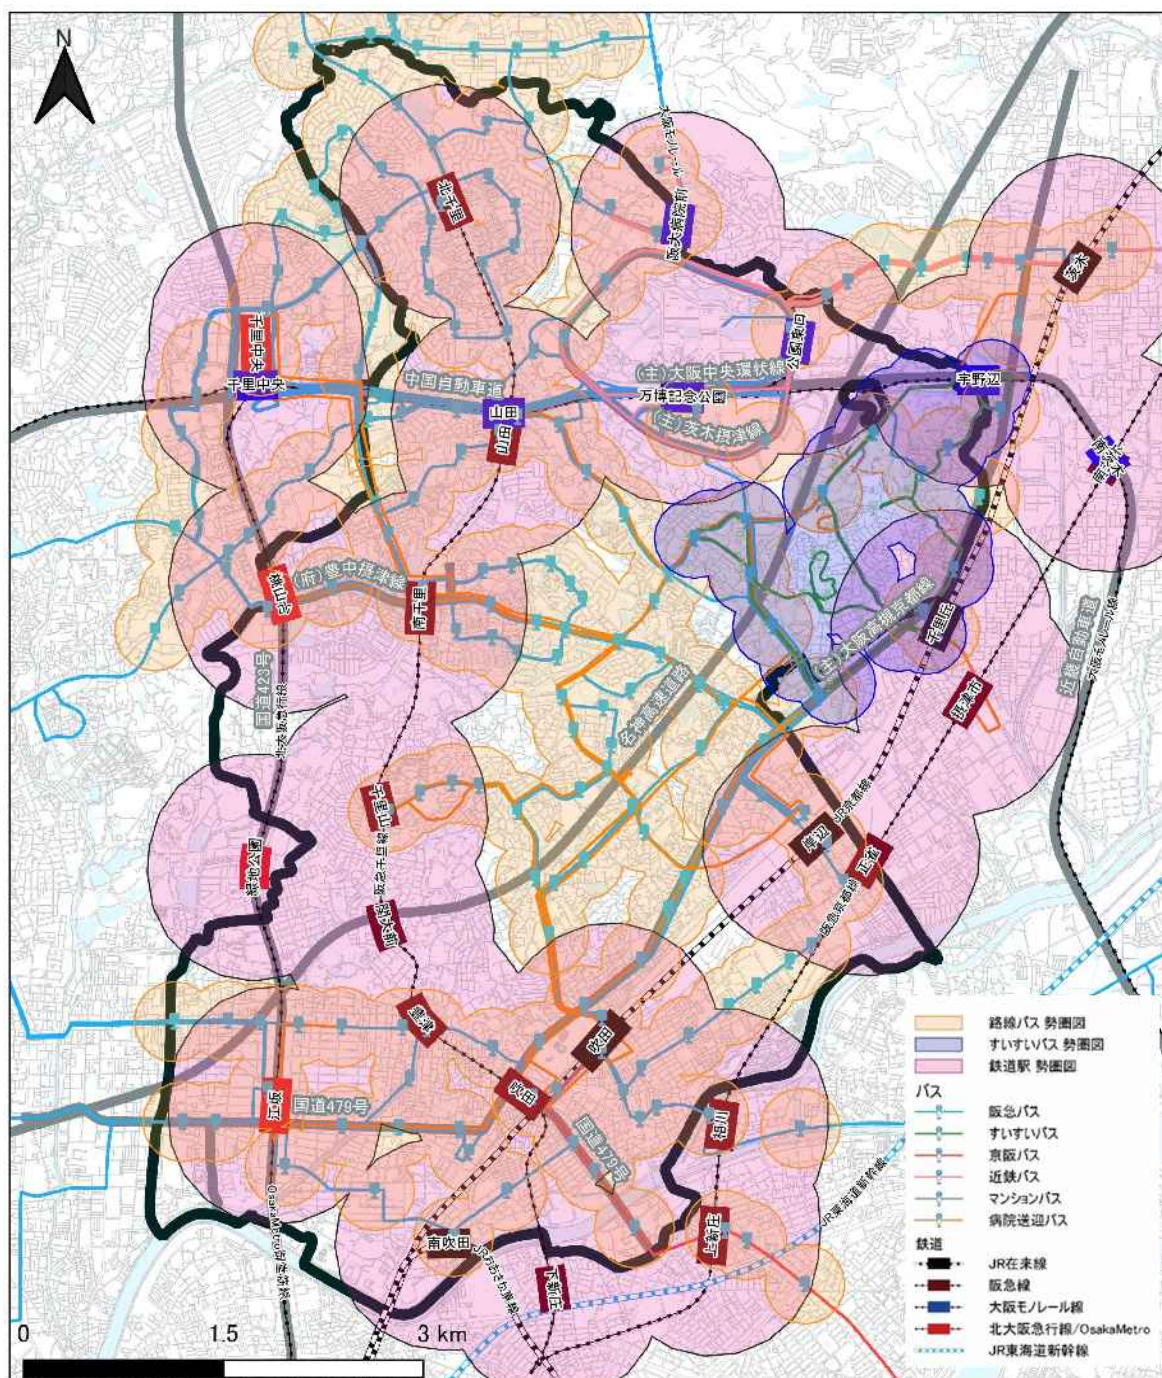 N
北千里
阪大病院前
茨木
千里中央
千里中央
公園東口
(主)大阪中央環状線
宇野辺
中国自動車道
万博記念公園
山田
山田
(主)茨木摂津線
南茨木
桃山台
(府)豊中摂津線
南千里
(主)大阪高槻京都線
千里丘
近畿自動車道
大阪モノレール線
国道423号
北大阪急行線
名神高速道路
摂津市
千里山
JR京都線
岸辺
正雀
緑地公園
阪急千里線
関大前
阪急京都線
豊津
吹田
吹田
江坂
国道479号
国道479号
相川
JR東海道新幹線
OsakaMetro御堂筋線
南吹田
JRおおさか東線
上新庄
下新庄
0 1.5 3 km
路線バス 勢圏図
すいすいバス 勢圏図
鉄道駅 勢圏図
バス
阪急バス
すいすいバス
京阪バス
近鉄バス
マンションバス
病院送迎バス
鉄道
JR在来線
阪急線
大阪モノレール線
北大阪急行線/OsakaMetro
JR東海道新幹線